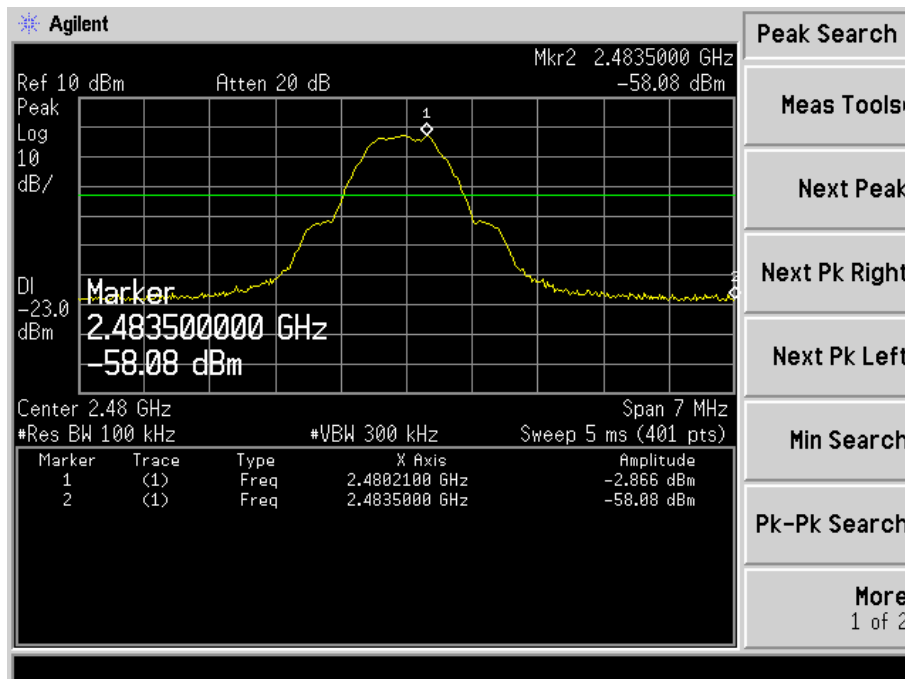 Agilent
Peak Search
Mkr2 2.4835000 GHz
Ref 10 dBm Atten 20 dB -58.08 dBm
Peak
Log
10
dB/
1
2
DI
-23.0
dBm
Marker
2.483500000 GHz
-58.08 dBm
Center 2.48 GHz Span 7 MHz
#Res BW 100 kHz #VBW 300 kHz Sweep 5 ms (401 pts)
Marker Trace Type X Axis Amplitude
1 (1) Freq 2.4802100 GHz -2.866 dBm
2 (1) Freq 2.4835000 GHz -58.08 dBm
Meas Tools
Next Peak
Next Pk Right
Next Pk Left
Min Search
Pk-Pk Search
More
1 of 2